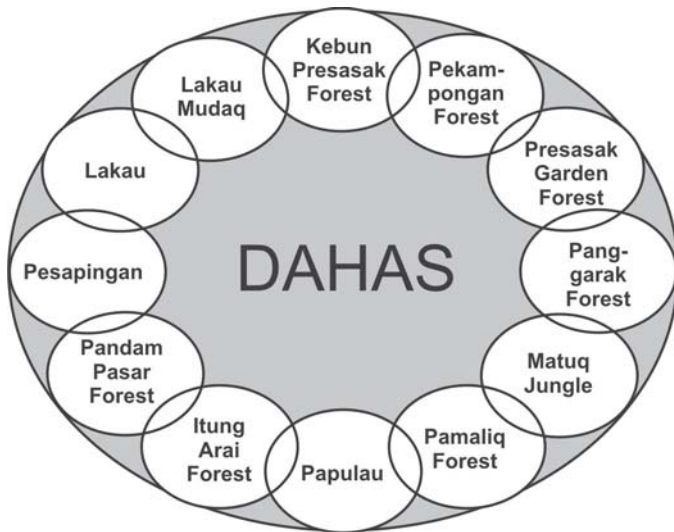 Kebun
Presasak
Forest
Pekam-
pongan
Forest
Presasak
Garden
Forest
Pang-
garak
Forest
Matuq
Jungle
Pamaliq
Forest
Papulau
Itung
Arai
Forest
Pandam
Pasar
Forest
Pesapingan
Lakau
Lakau
Mudaq
DAHAS